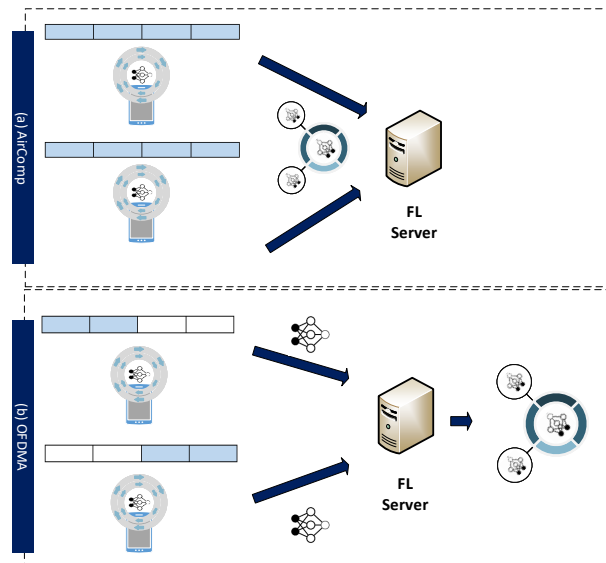 (a) AirComp
FL
Server
(b) OFDMA
FL
Server